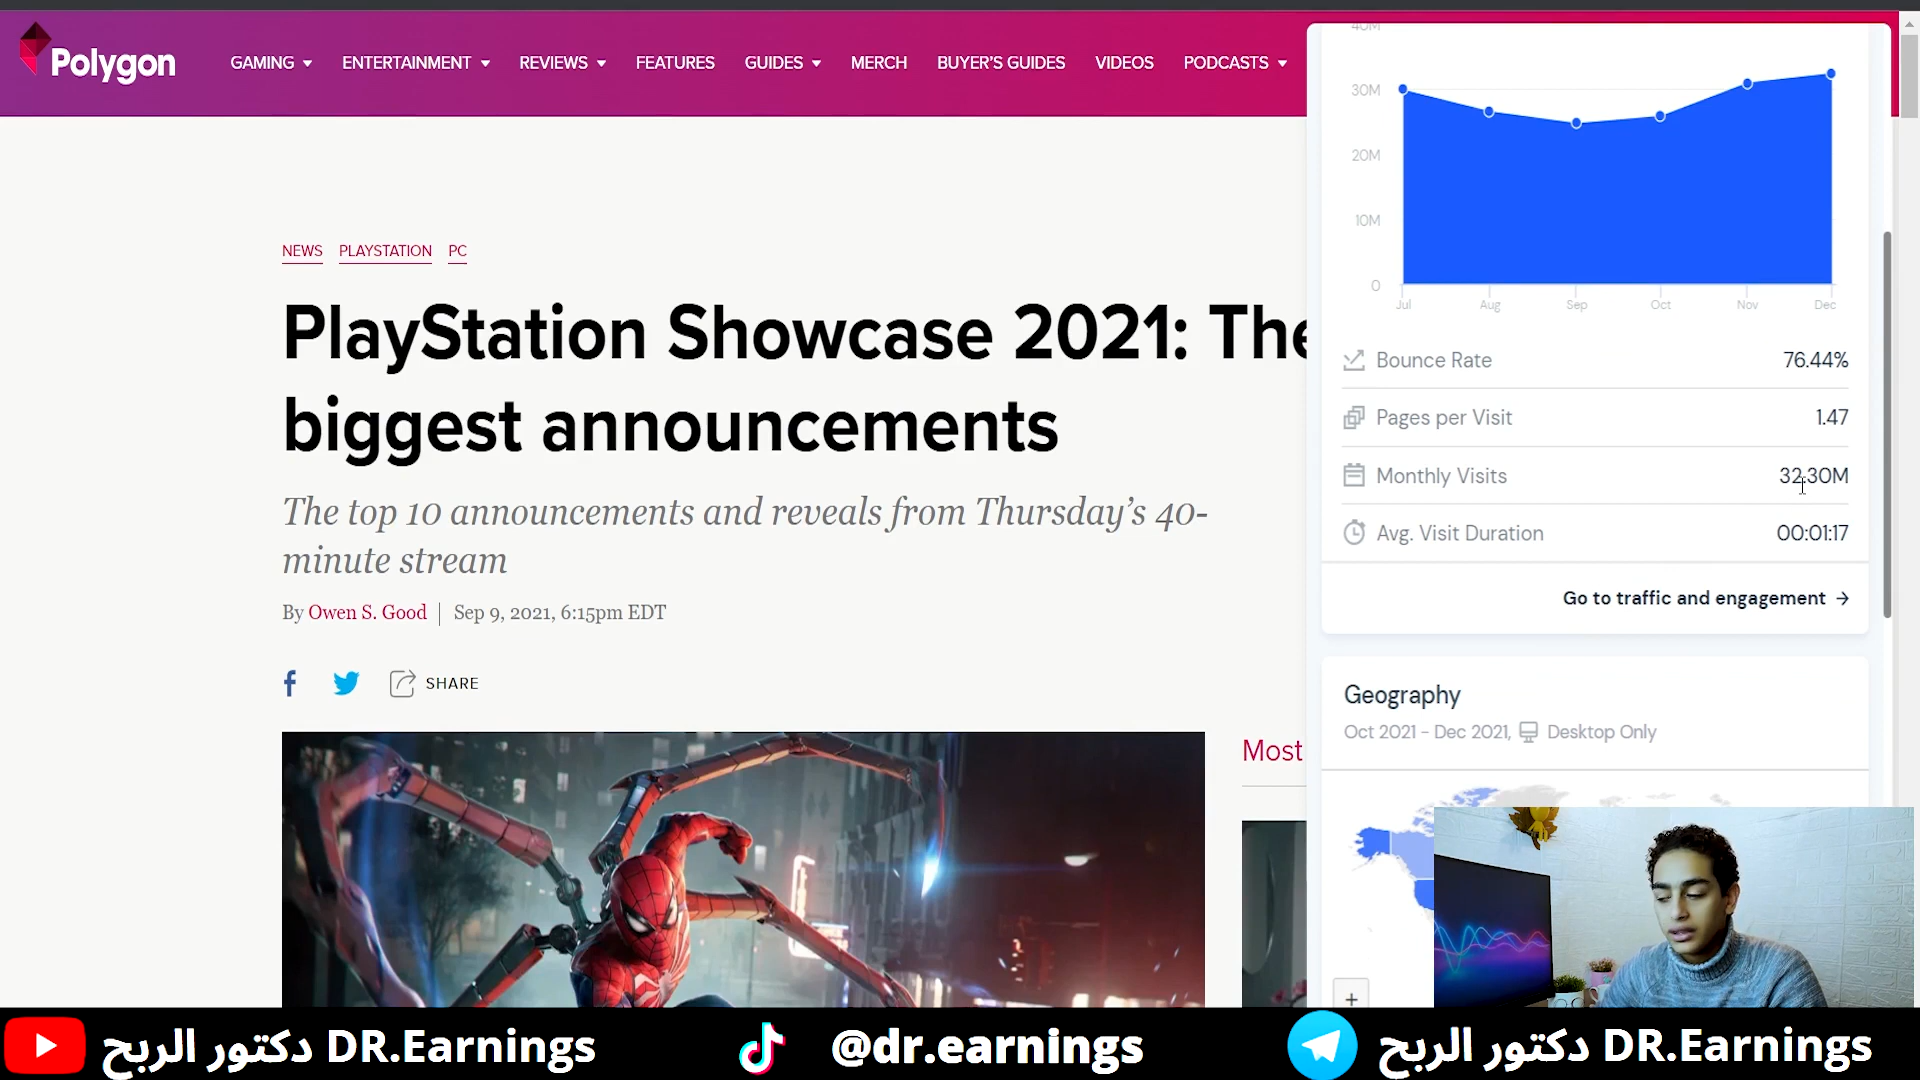 Polygon
GAMING ENTERTAINMENT REVIEWS FEATURES GUIDES MERCH BUYER'S GUIDES VIDEOS PODCASTS
NEWS PLAYSTATION PC
PlayStation Showcase 2021: The
biggest announcements
The top 10 announcements and reveals from Thursday's 40-
minute stream
By Owen S. Good | Sep 9, 2021, 6:15pm EDT
SHARE
Most
40M
30M
20M
10M
0
Jul Aug Sep Oct Nov Dec
Bounce Rate 76.44%
Pages per Visit 1.47
Monthly Visits 32.30M
Avg. Visit Duration 00:01:17
Go to traffic and engagement →
Geography
Oct 2021 - Dec 2021, Desktop Only
+
دكتور الربح DR.Earnings
@dr.earnings
دكتور الربح DR.Earnings